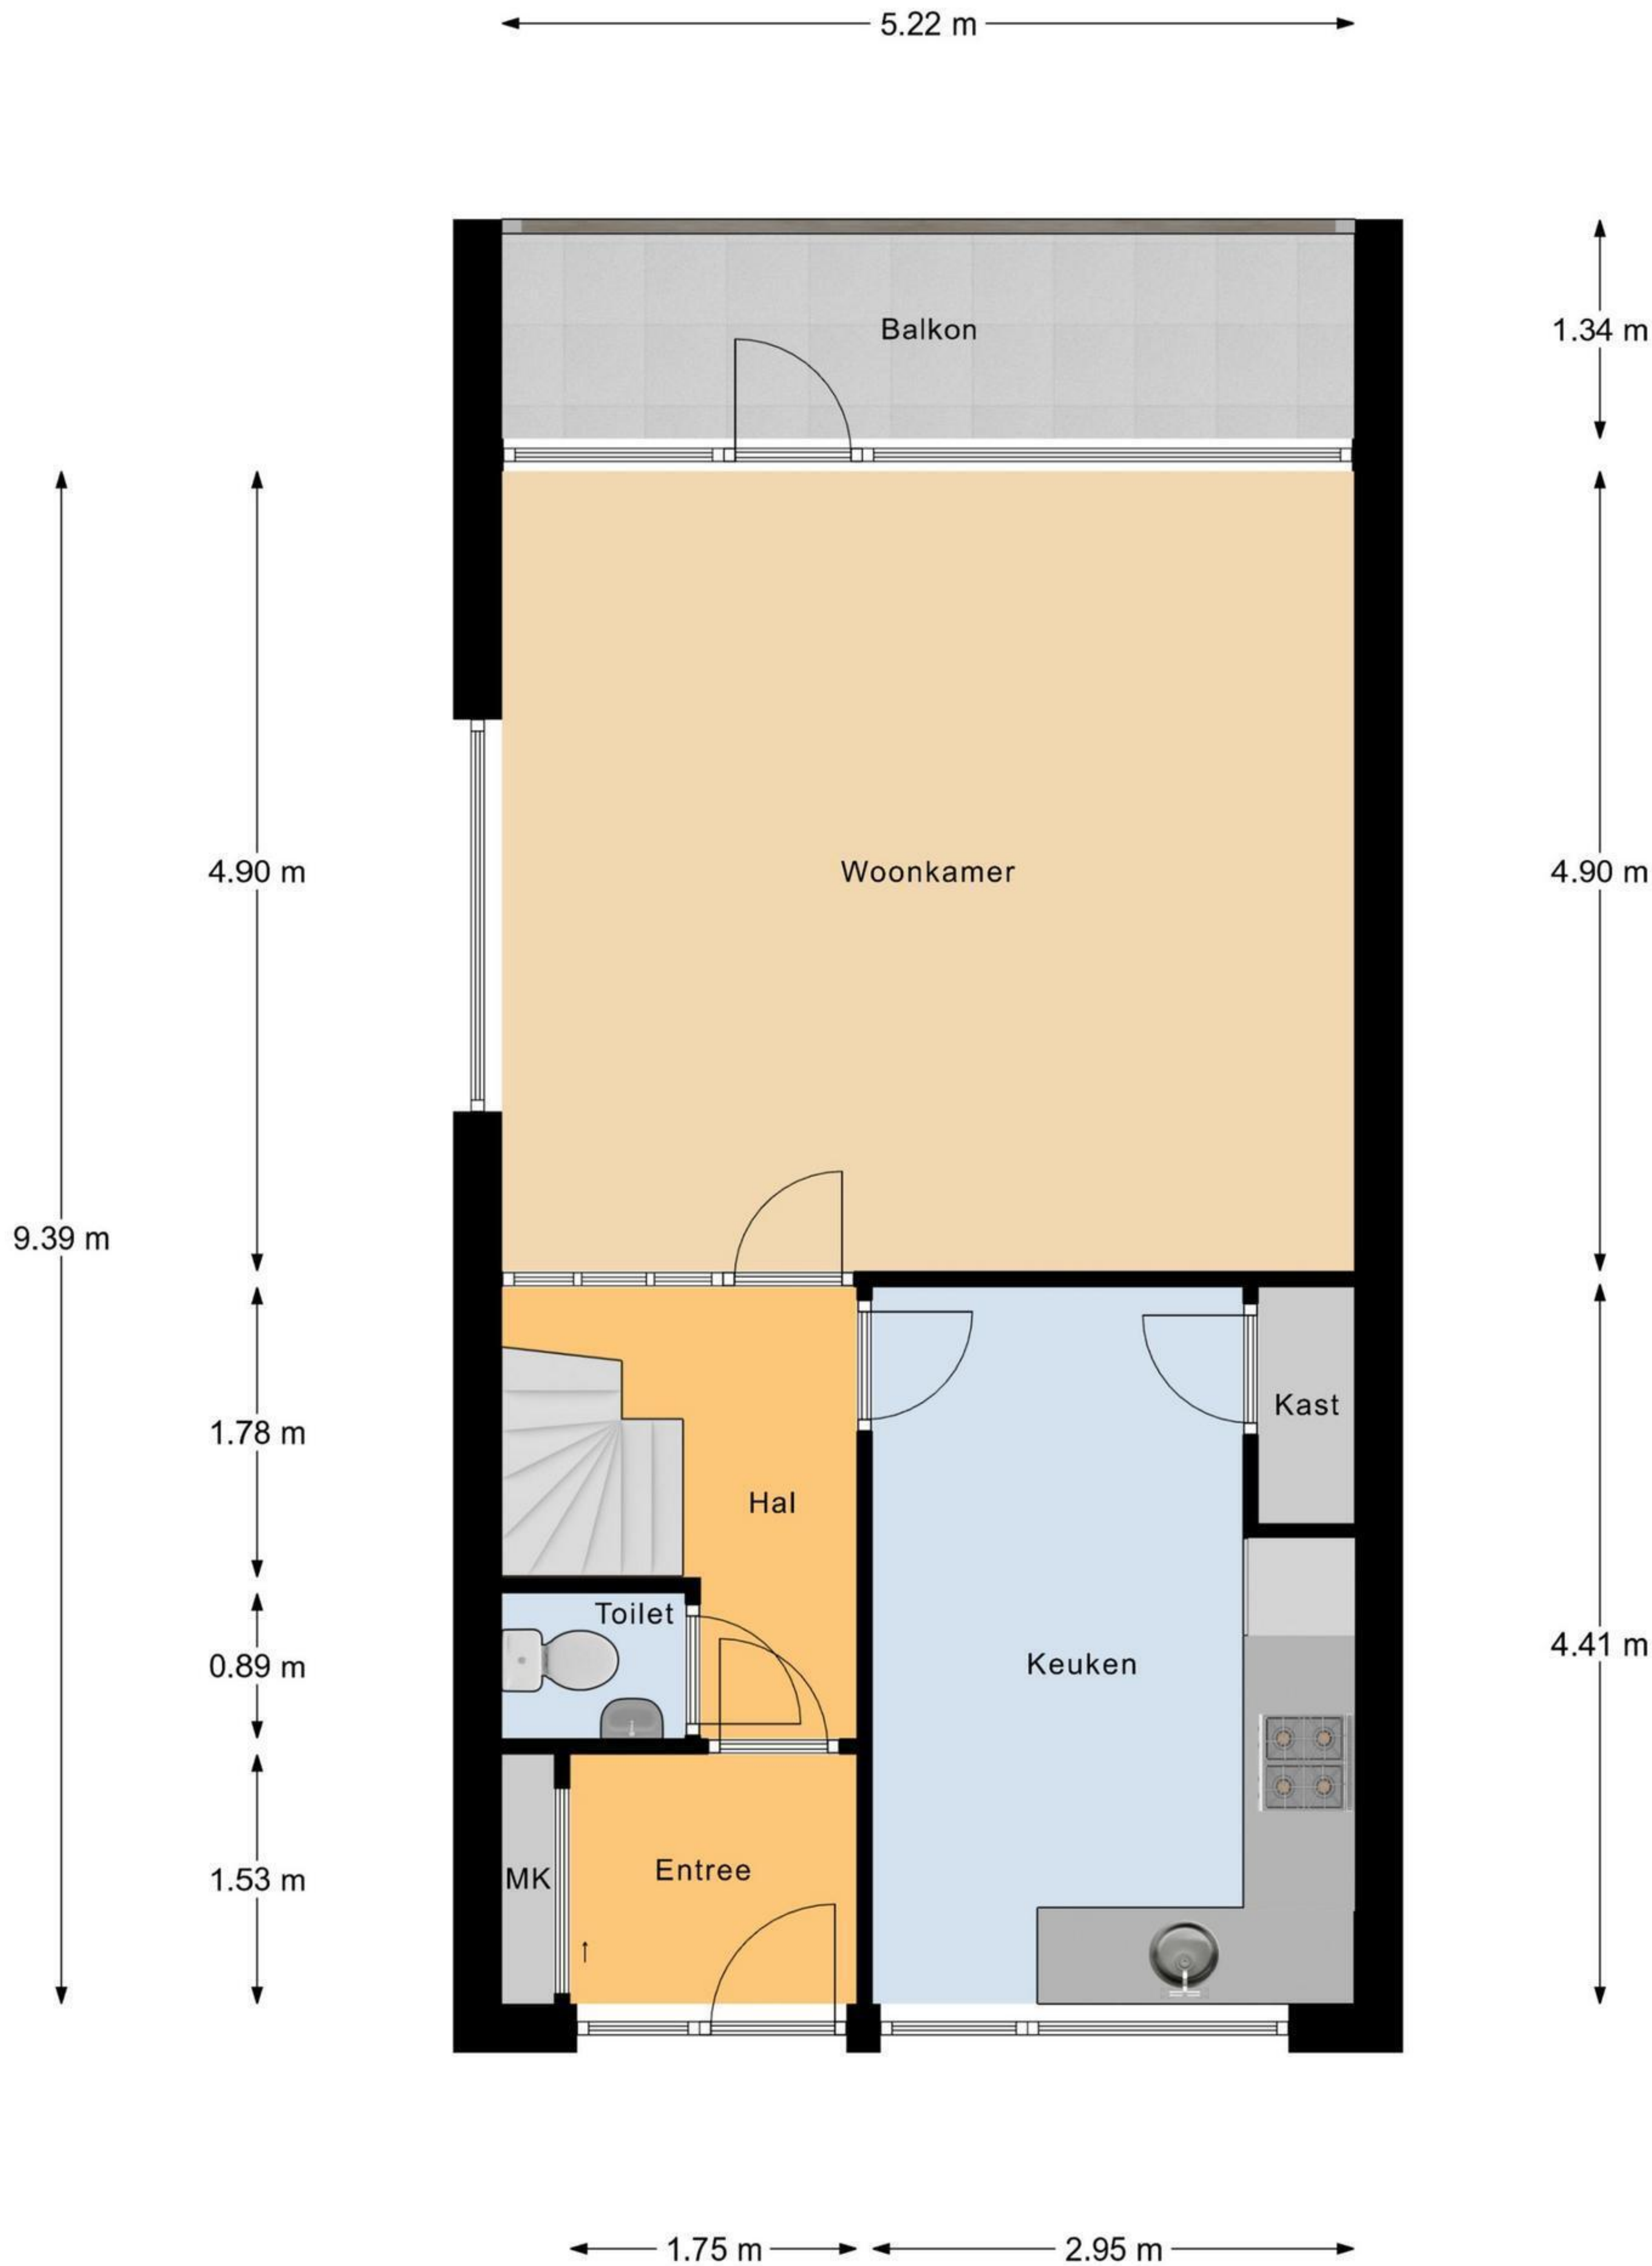 5.22 m
Balkon
1.34 m
4.90 m
Woonkamer
4.90 m
9.39 m
1.78 m
Kast
Hal
Toilet
0.89 m
Keuken
4.41 m
1.53 m
MK
Entree
1.75 m
2.95 m